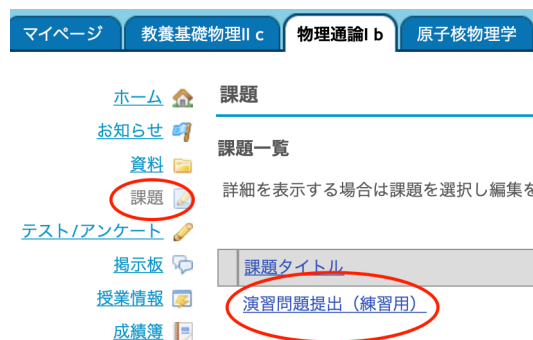 マイページ 教養基礎物理II c 物理通論I b 原子核物理学
ホーム
お知らせ
資料
課題
テスト/アンケート
掲示板
授業情報
成績簿
課題
課題一覧
詳細を表示する場合は課題を選択し編集を
課題タイトル
演習問題提出（練習用）